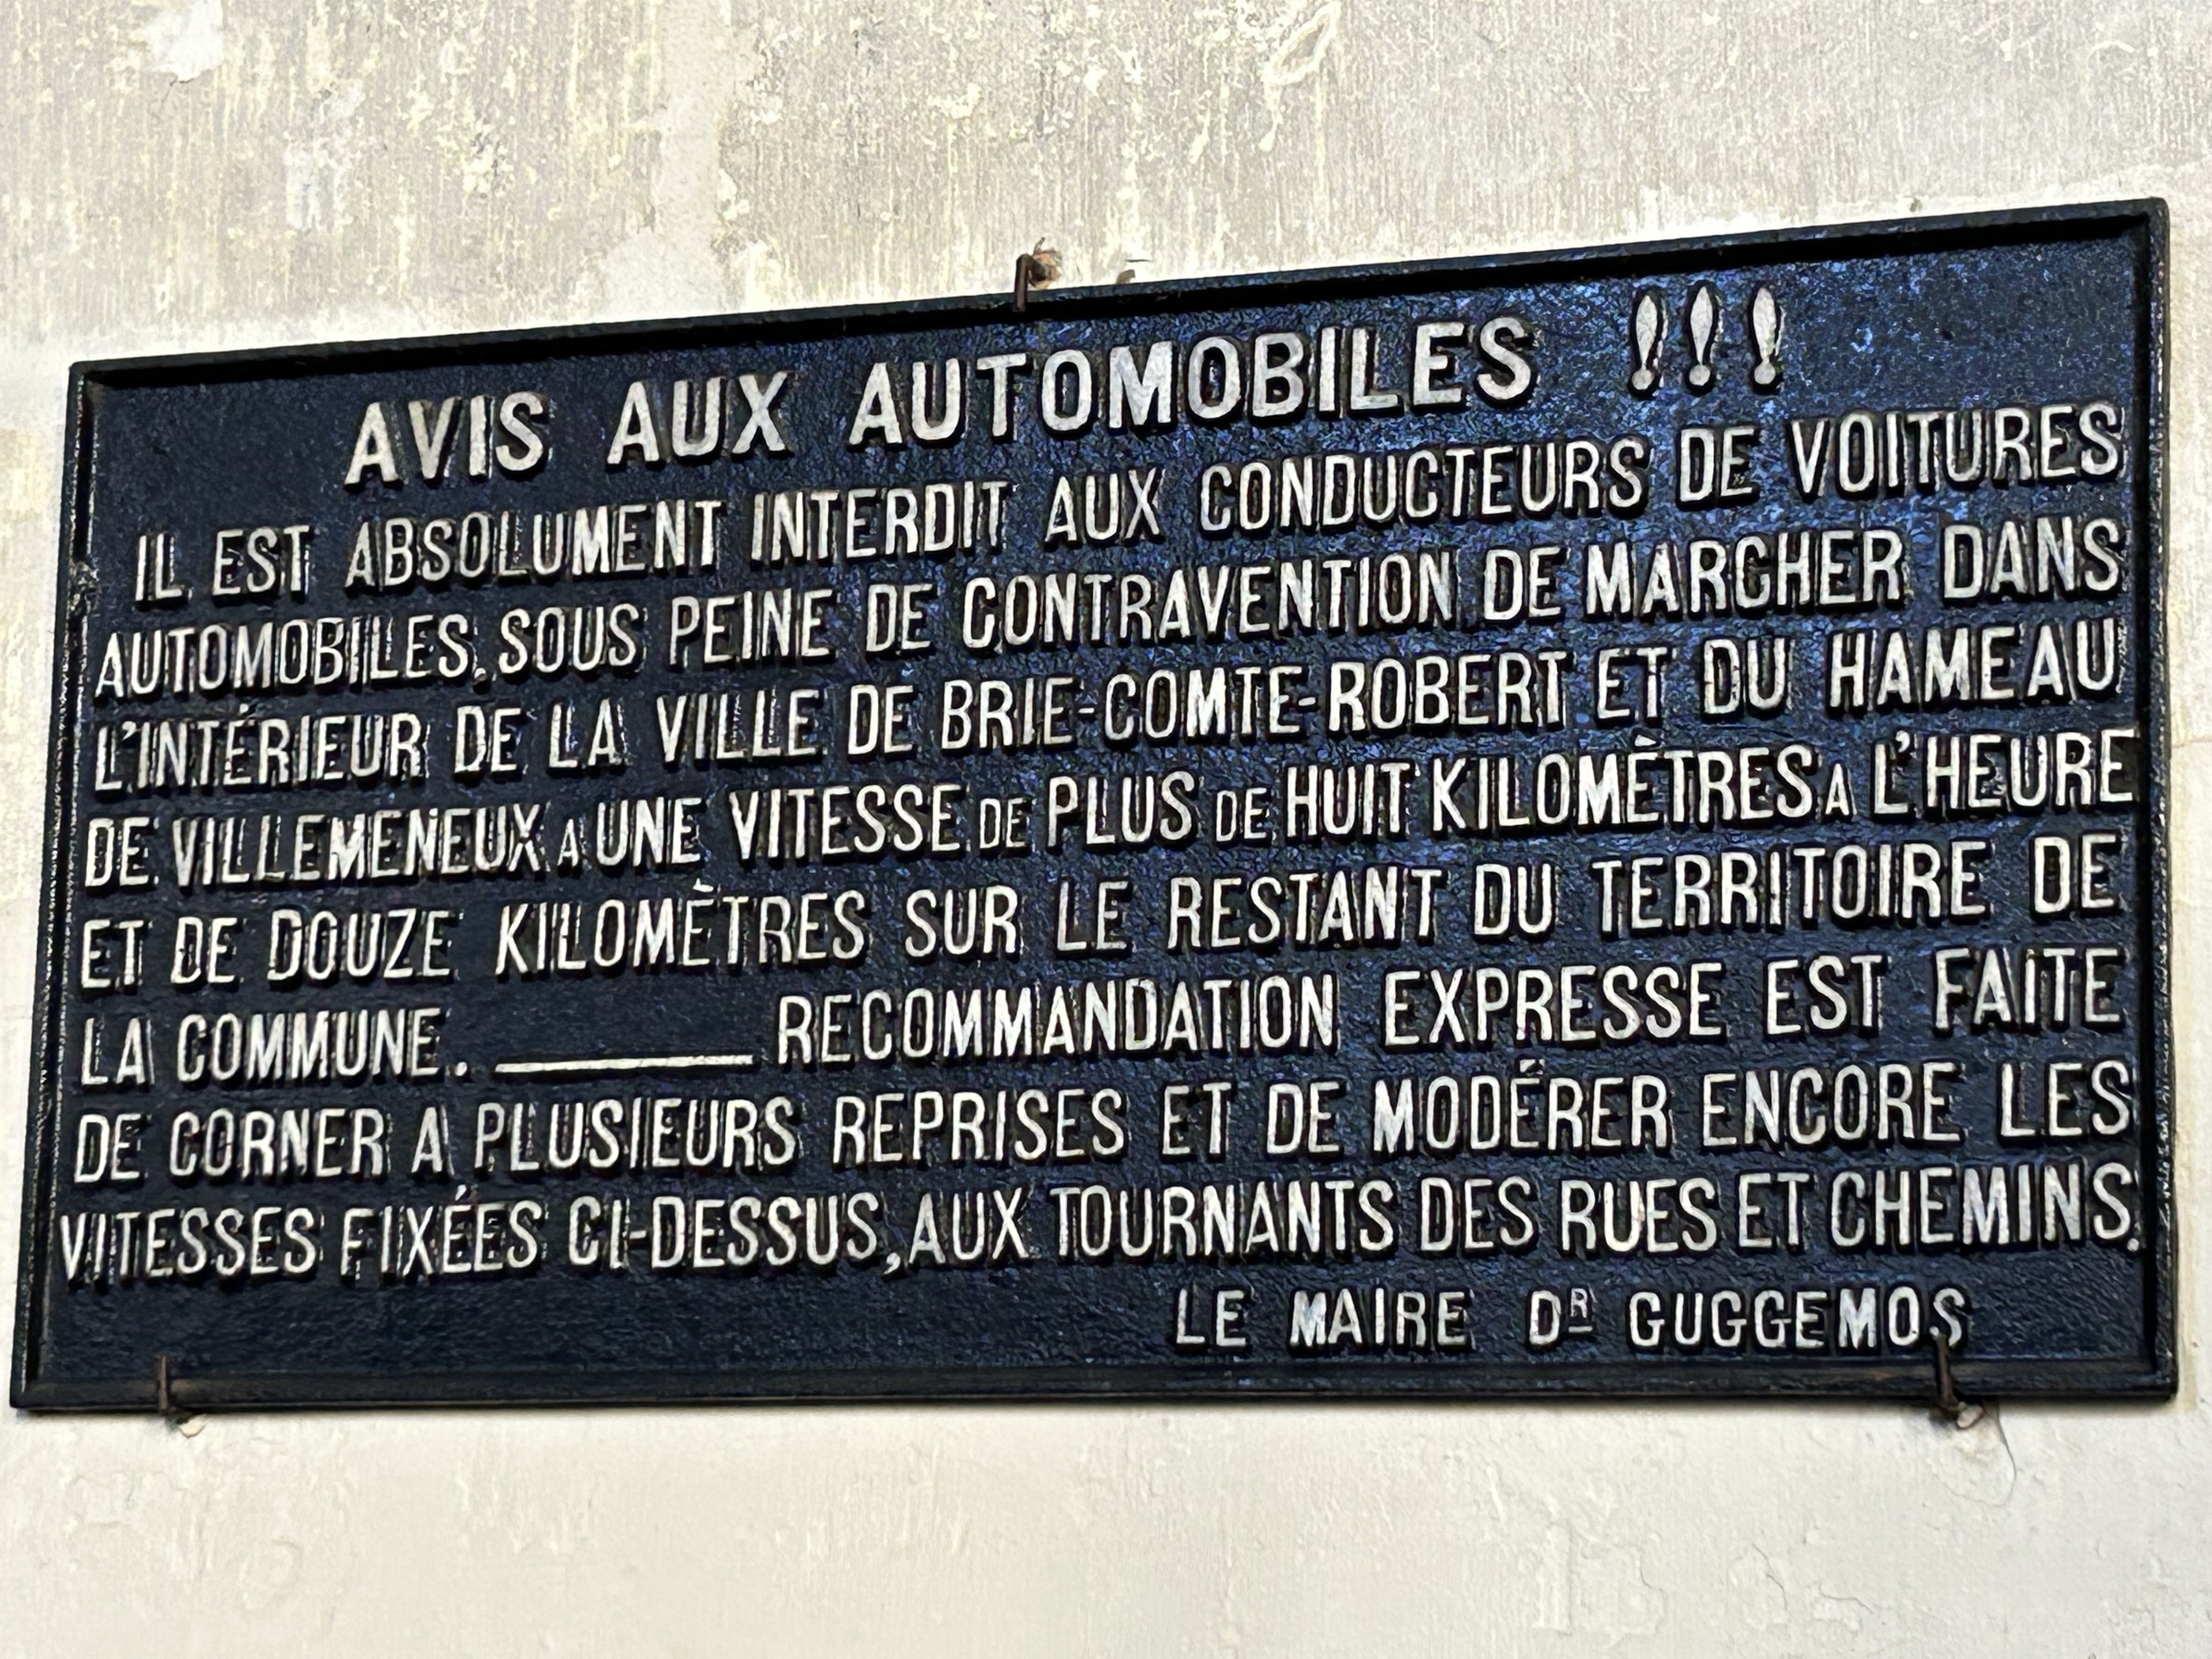 AVIS AUX AUTOMOBILES !!!
IL EST ABSOLUMENT INTERDIT AUX CONDUCTEURS DE VOITURES
AUTOMOBILES, SOUS PEINE DE CONTRAVENTION DE MARCHER DANS
L'INTÉRIEUR DE LA VILLE DE BRIE-COMTE-ROBERT ET DU HAMEAU
DE VILLEMENEUX A UNE VITESSE DE PLUS DE HUIT KILOMÈTRES A L'HEURE
ET DE DOUZE KILOMÈTRES SUR LE RESTANT DU TERRITOIRE DE
LA COMMUNE. ______ RECOMMANDATION EXPRESSE EST FAITE
DE CORNER A PLUSIEURS REPRISES ET DE MODÉRER ENCORE LES
VITESSES FIXÉES CI-DESSUS, AUX TOURNANTS DES RUES ET CHEMINS.
LE MAIRE DR GUGGEMOS